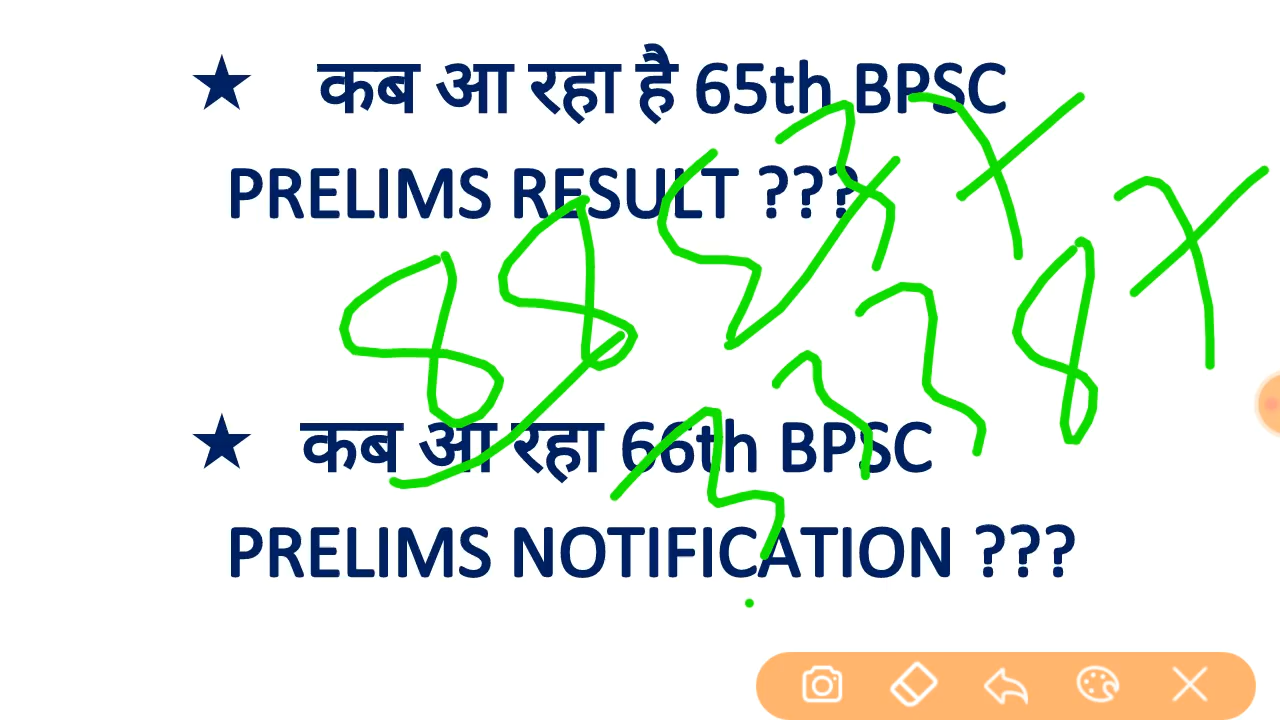 ★ कब आ रहा है 65th BPSC
PRELIMS RESULT ???
★ कब आ रहा 66th BPSC
PRELIMS NOTIFICATION ???